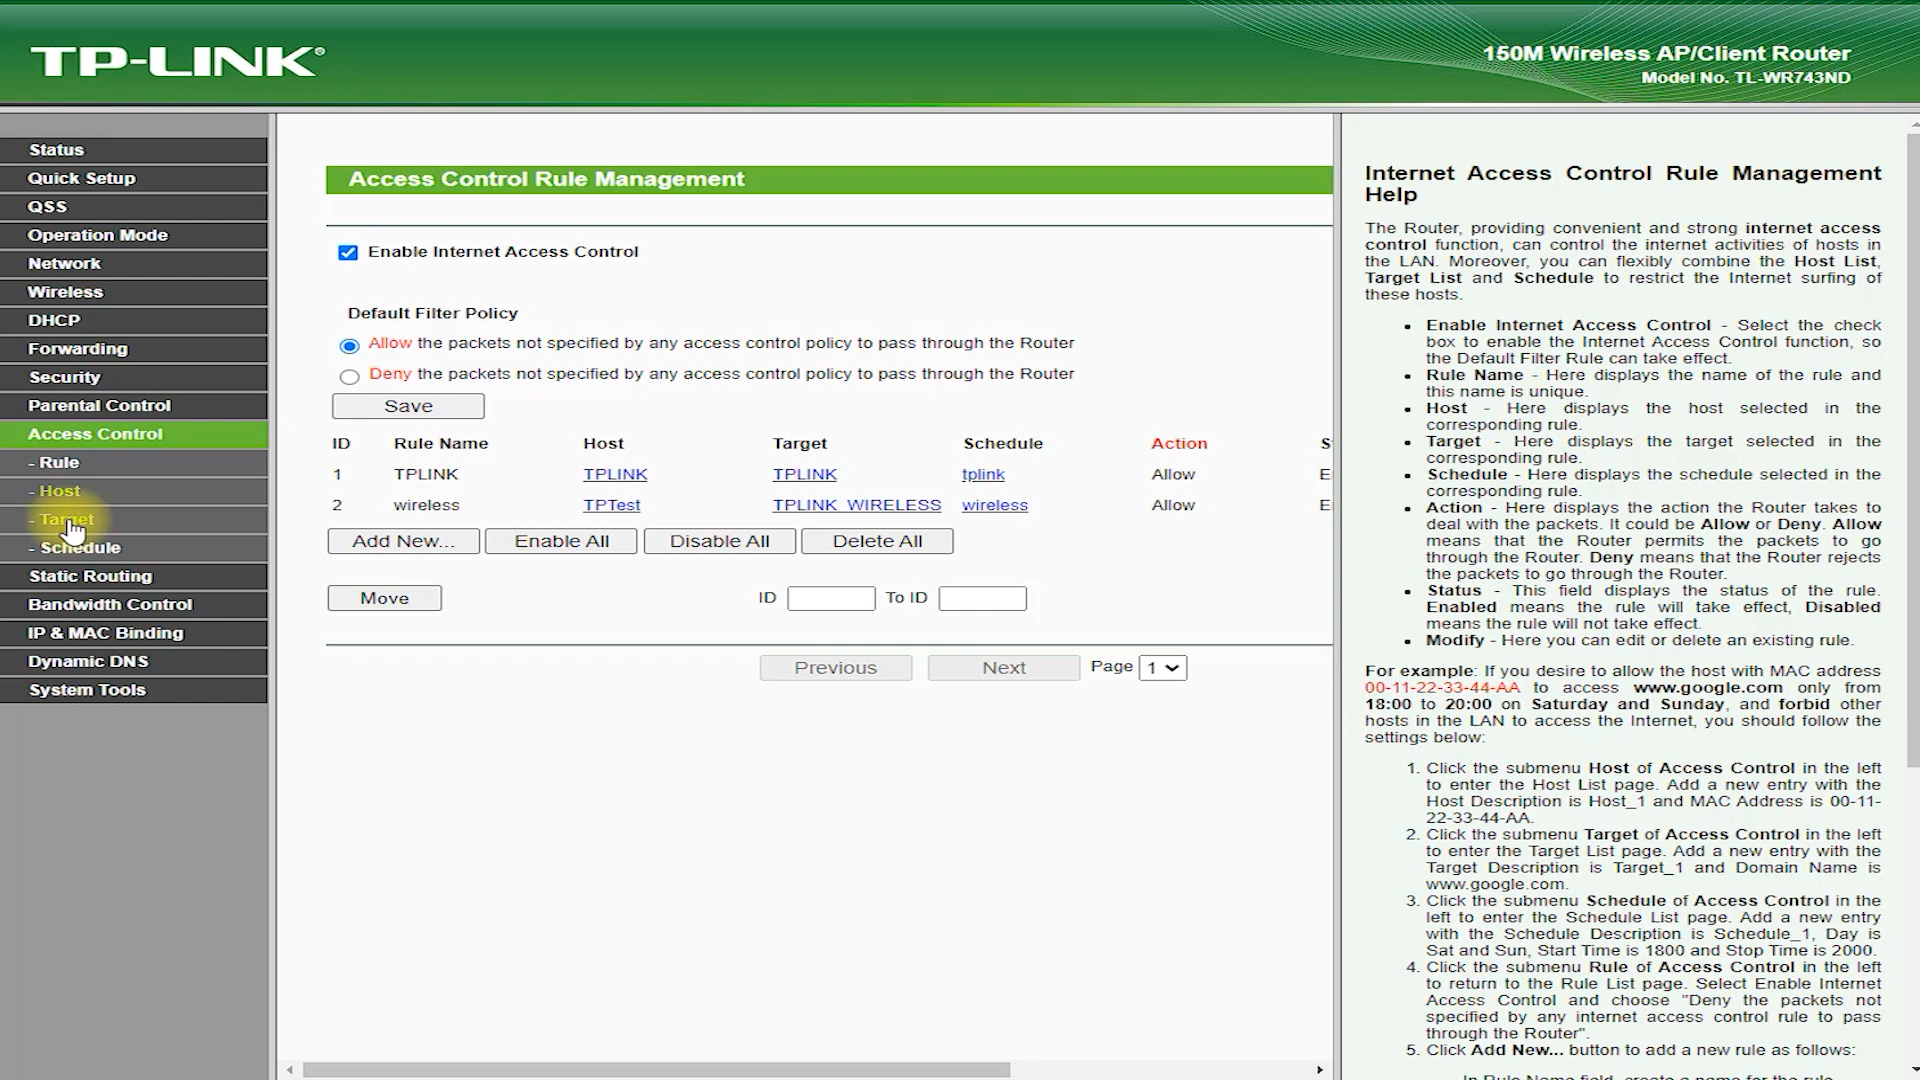 TP-LINK®
150M Wireless AP/Client Router
Model No. TL-WR743ND
Status
Quick Setup
QSS
Operation Mode
Network
Wireless
DHCP
Forwarding
Security
Parental Control
Access Control
- Rule
- Host
- Target
- Schedule
Static Routing
Bandwidth Control
IP & MAC Binding
Dynamic DNS
System Tools
Access Control Rule Management
Enable Internet Access Control
Default Filter Policy
Allow the packets not specified by any access control policy to pass through the Router
Deny the packets not specified by any access control policy to pass through the Router
Save
ID Rule Name Host Target Schedule Action
1 TPLINK TPLINK TPLINK tplink Allow
2 wireless TPTest TPLINK_WIRELESS wireless Allow
Add New... Enable All Disable All Delete All
Move ID To ID
Previous Next Page 1
Internet Access Control Rule Management
Help
The Router, providing convenient and strong internet access
control function, can control the internet activities of hosts in
the LAN. Moreover, you can flexibly combine the Host List,
Target List and Schedule to restrict the Internet surfing of
these hosts.
• Enable Internet Access Control - Select the check
box to enable the Internet Access Control function, so
the Default Filter Rule can take effect.
• Rule Name - Here displays the name of the rule and
this name is unique.
• Host - Here displays the host selected in the
corresponding rule.
• Target - Here displays the target selected in the
corresponding rule.
• Schedule - Here displays the schedule selected in the
corresponding rule.
• Action - Here displays the action the Router takes to
deal with the packets. It could be Allow or Deny. Allow
means that the Router permits the packets to go
through the Router. Deny means that the Router rejects
the packets to go through the Router.
• Status - This field displays the status of the rule.
Enabled means the rule will take effect, Disabled
means the rule will not take effect.
• Modify - Here you can edit or delete an existing rule.
For example: If you desire to allow the host with MAC address
00-11-22-33-44-AA to access www.google.com only from
18:00 to 20:00 on Saturday and Sunday, and forbid other
hosts in the LAN to access the Internet, you should follow the
settings below:
1. Click the submenu Host of Access Control in the left
to enter the Host List page. Add a new entry with the
Host Description is Host_1 and MAC Address is 00-11-
22-33-44-AA.
2. Click the submenu Target of Access Control in the left
to enter the Target List page. Add a new entry with the
Target Description is Target_1 and Domain Name is
www.google.com.
3. Click the submenu Schedule of Access Control in the
left to enter the Schedule List page. Add a new entry
with the Schedule Description is Schedule_1, Day is
Sat and Sun, Start Time is 1800 and Stop Time is 2000.
4. Click the submenu Rule of Access Control in the left
to return to the Rule List page. Select Enable Internet
Access Control and choose "Deny the packets not
specified by any internet access control rule to pass
through the Router".
5. Click Add New... button to add a new rule as follows: